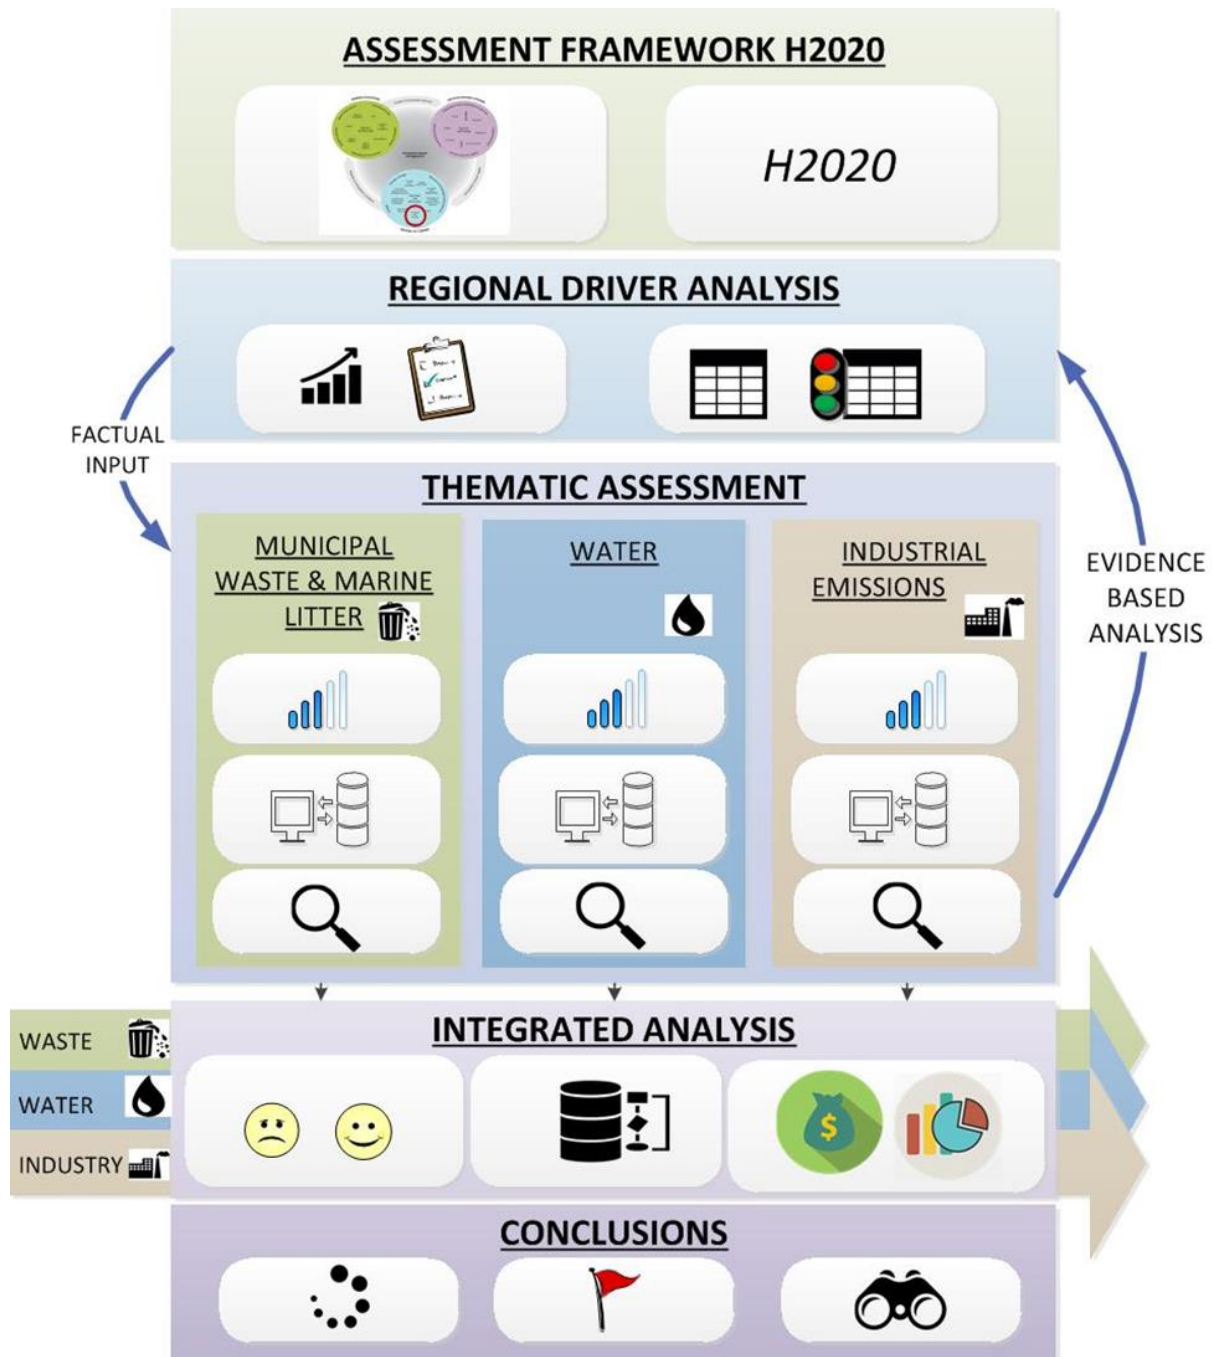 ASSESSMENT FRAMEWORK H2020
H2020
REGIONAL DRIVER ANALYSIS
FACTUAL
INPUT
THEMATIC ASSESSMENT
MUNICIPAL
WASTE & MARINE
LITTER
WATER
INDUSTRIAL
EMISSIONS
EVIDENCE
BASED
ANALYSIS
WASTE
WATER
INDUSTRY
INTEGRATED ANALYSIS
$
CONCLUSIONS